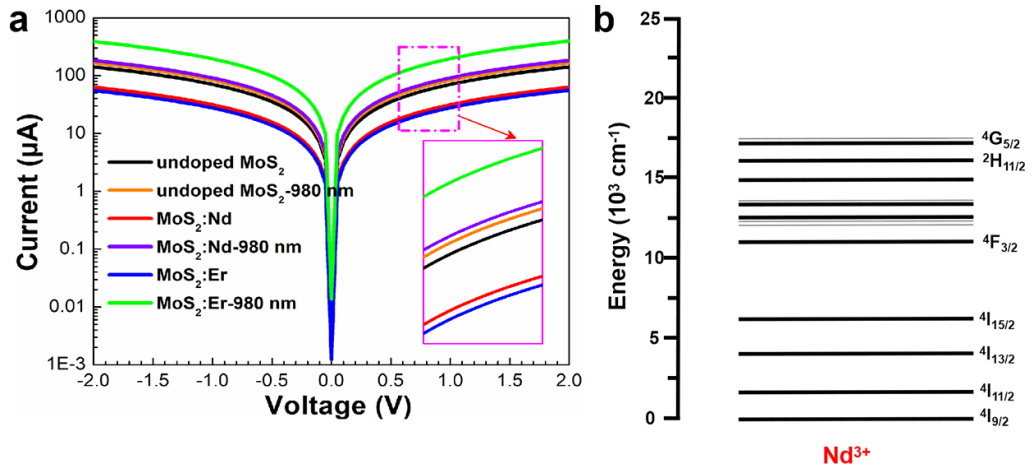 a
Current (μA)
1000
100
10
1
0.1
0.01
1E-3
undoped MoS₂
undoped MoS₂-980 nm
MoS₂:Nd
MoS₂:Nd-980 nm
MoS₂:Er
MoS₂:Er-980 nm
-2.0 -1.5 -1.0 -0.5 0.0 0.5 1.0 1.5 2.0
Voltage (V)
b
Energy (10³ cm⁻¹)
25
20
15
10
5
0
⁴G₅/₂
²H₁₁/₂
⁴F₃/₂
⁴I₁₅/₂
⁴I₁₃/₂
⁴I₁₁/₂
⁴I₉/₂
Nd³⁺